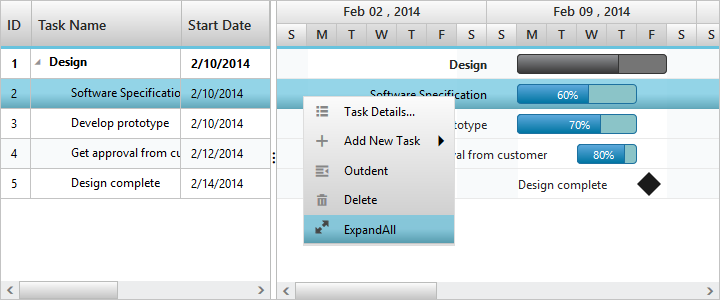 ID Task Name Start Date
Feb 02 , 2014 Feb 09 , 2014
S M T W T F S S M T W T F S S
1 Design 2/10/2014 Design
2 Software Specificatio 2/10/2014 Software Specification 60%
3 Develop prototype 2/10/2014 totype 70%
4 Get approval from cu 2/12/2014 val from customer 80%
5 Design complete 2/14/2014 Design complete
Task Details...
Add New Task
Outdent
Delete
ExpandAll